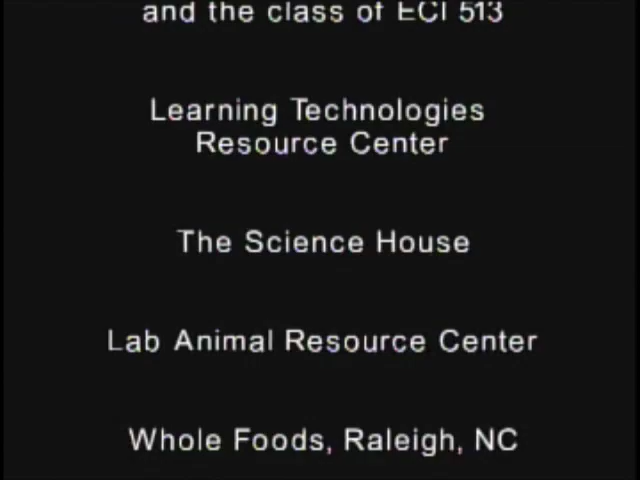 and the class of ECI 513
Learning Technologies
Resource Center
The Science House
Lab Animal Resource Center
Whole Foods, Raleigh, NC